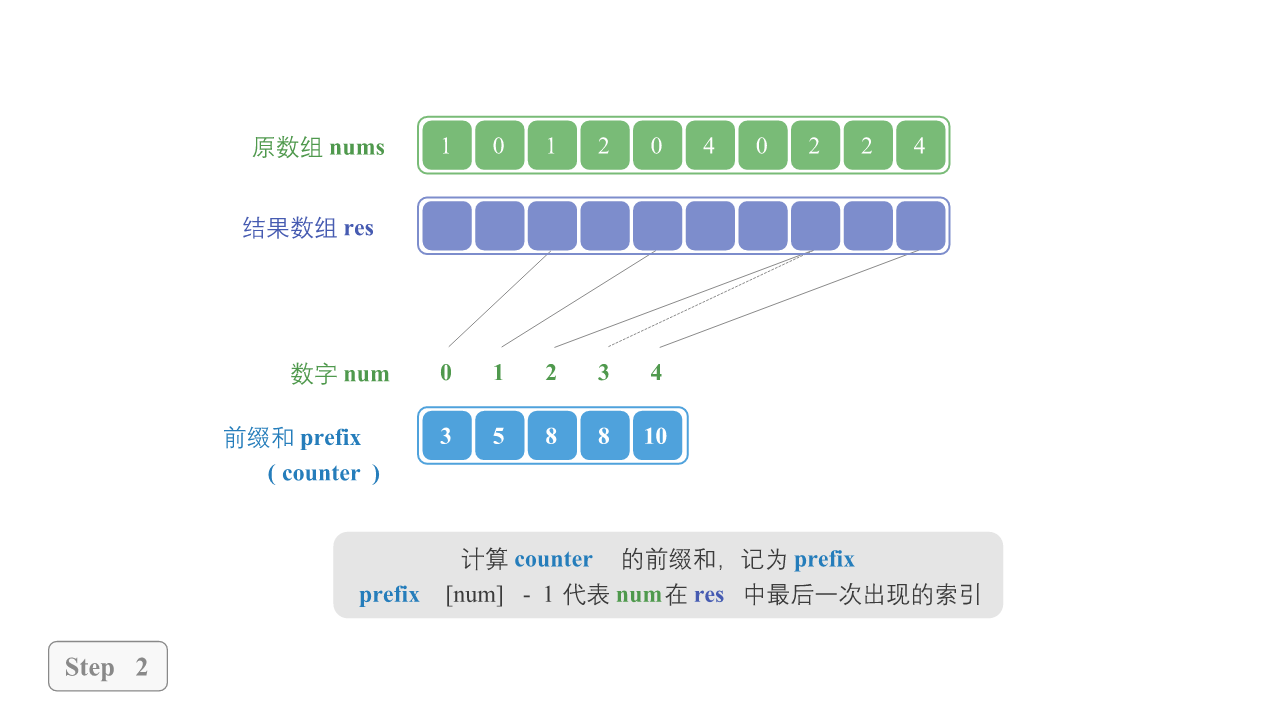 原数组 nums 1 0 1 2 0 4 0 2 2 4
结果数组 res
数字 num 0 1 2 3 4
前缀和 prefix 3 5 8 8 10
( counter )
计算 counter 的前缀和，记为 prefix
prefix [num] - 1 代表 num 在 res 中最后一次出现的索引
Step 2